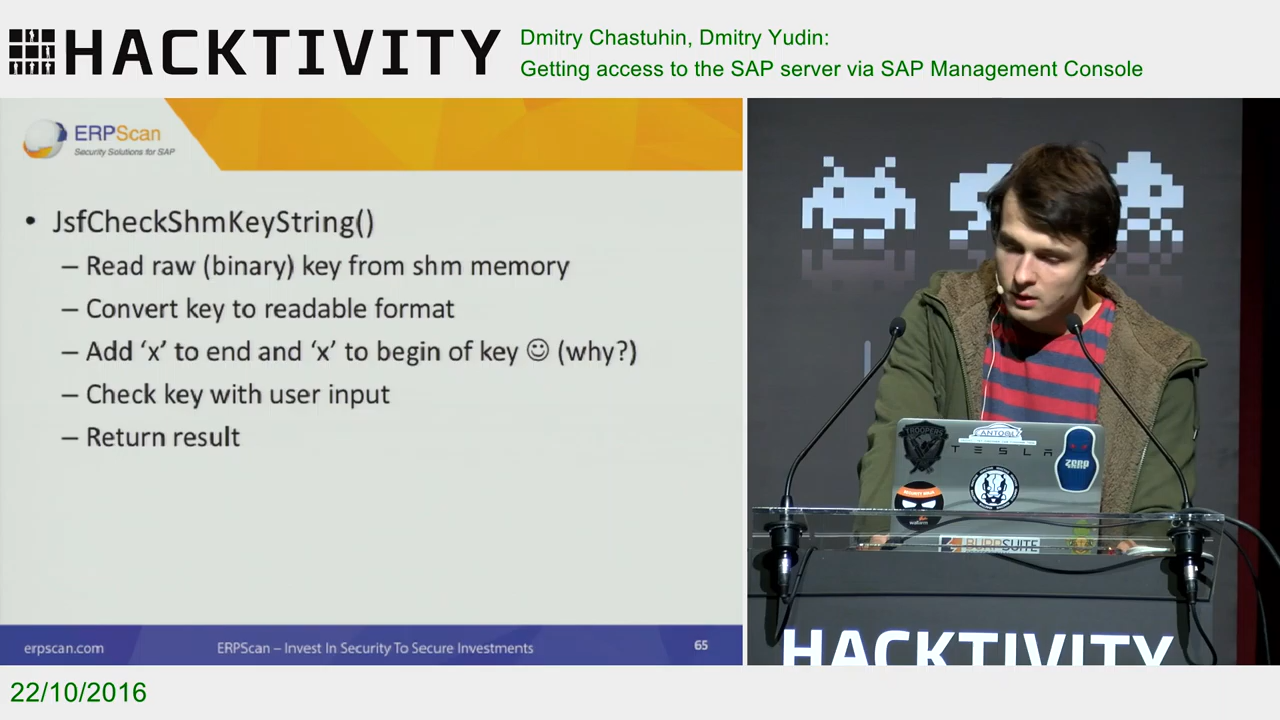 HACKTIVITY
Dmitry Chastuhin, Dmitry Yudin:
Getting access to the SAP server via SAP Management Console
ERPScan
Security Solutions for SAP
• JsfCheckShmKeyString()
– Read raw (binary) key from shm memory
– Convert key to readable format
– Add ‘x’ to end and ‘x’ to begin of key ☺ (why?)
– Check key with user input
– Return result
erpscan.com
ERPScan – Invest In Security To Secure Investments
65
TROOPERS
TESLA
ZERO
BURPSUITE
HACKTIVITY
22/10/2016